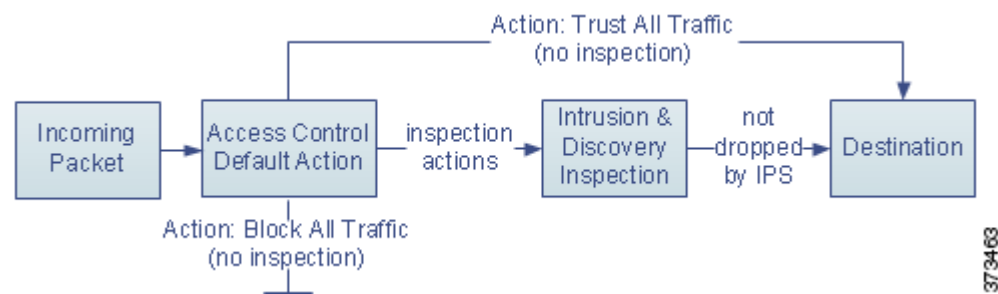 Action: Trust All Traffic
(no inspection)
Incoming
Packet
Access Control
Default Action
inspection
actions
Intrusion &
Discovery
Inspection
not
dropped
by IPS
Destination
Action: Block All Traffic
(no inspection)
373463